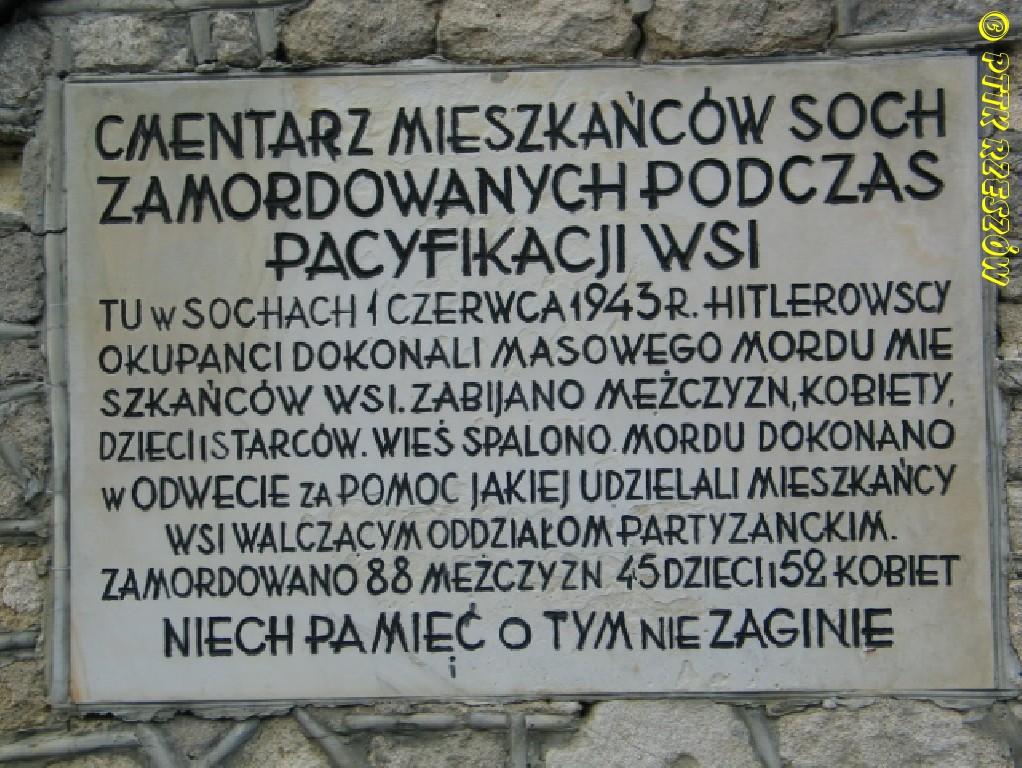 CMENTARZ MIESZKAŃCÓW SOCH
ZAMORDOWANYCH PODCZAS
PACYFIKACJI WSI
TU W SOCHACH 1 CZERWCA 1943 R. HITLEROWSCY
OKUPANCI DOKONALI MASOWEGO MORDU MIE
SZKAŃCÓW WSI. ZABIJANO MEŻCZYZN, KOBIETY,
DZIECI I STARCÓW. WIEŚ SPALONO. MORDU DOKONANO
W ODWECIE ZA POMOC JAKIEJ UDZIELALI MIESZKAŃCY
WSI WALCZĄCYM ODDZIAŁOM PARTYZANCKIM.
ZAMORDOWANO 88 MEŻCZYZN 45 DZIECI I 52 KOBIET
NIECH PAMIĘĆ O TYM NIE ZAGINIE
© PTTK RZESZÓW